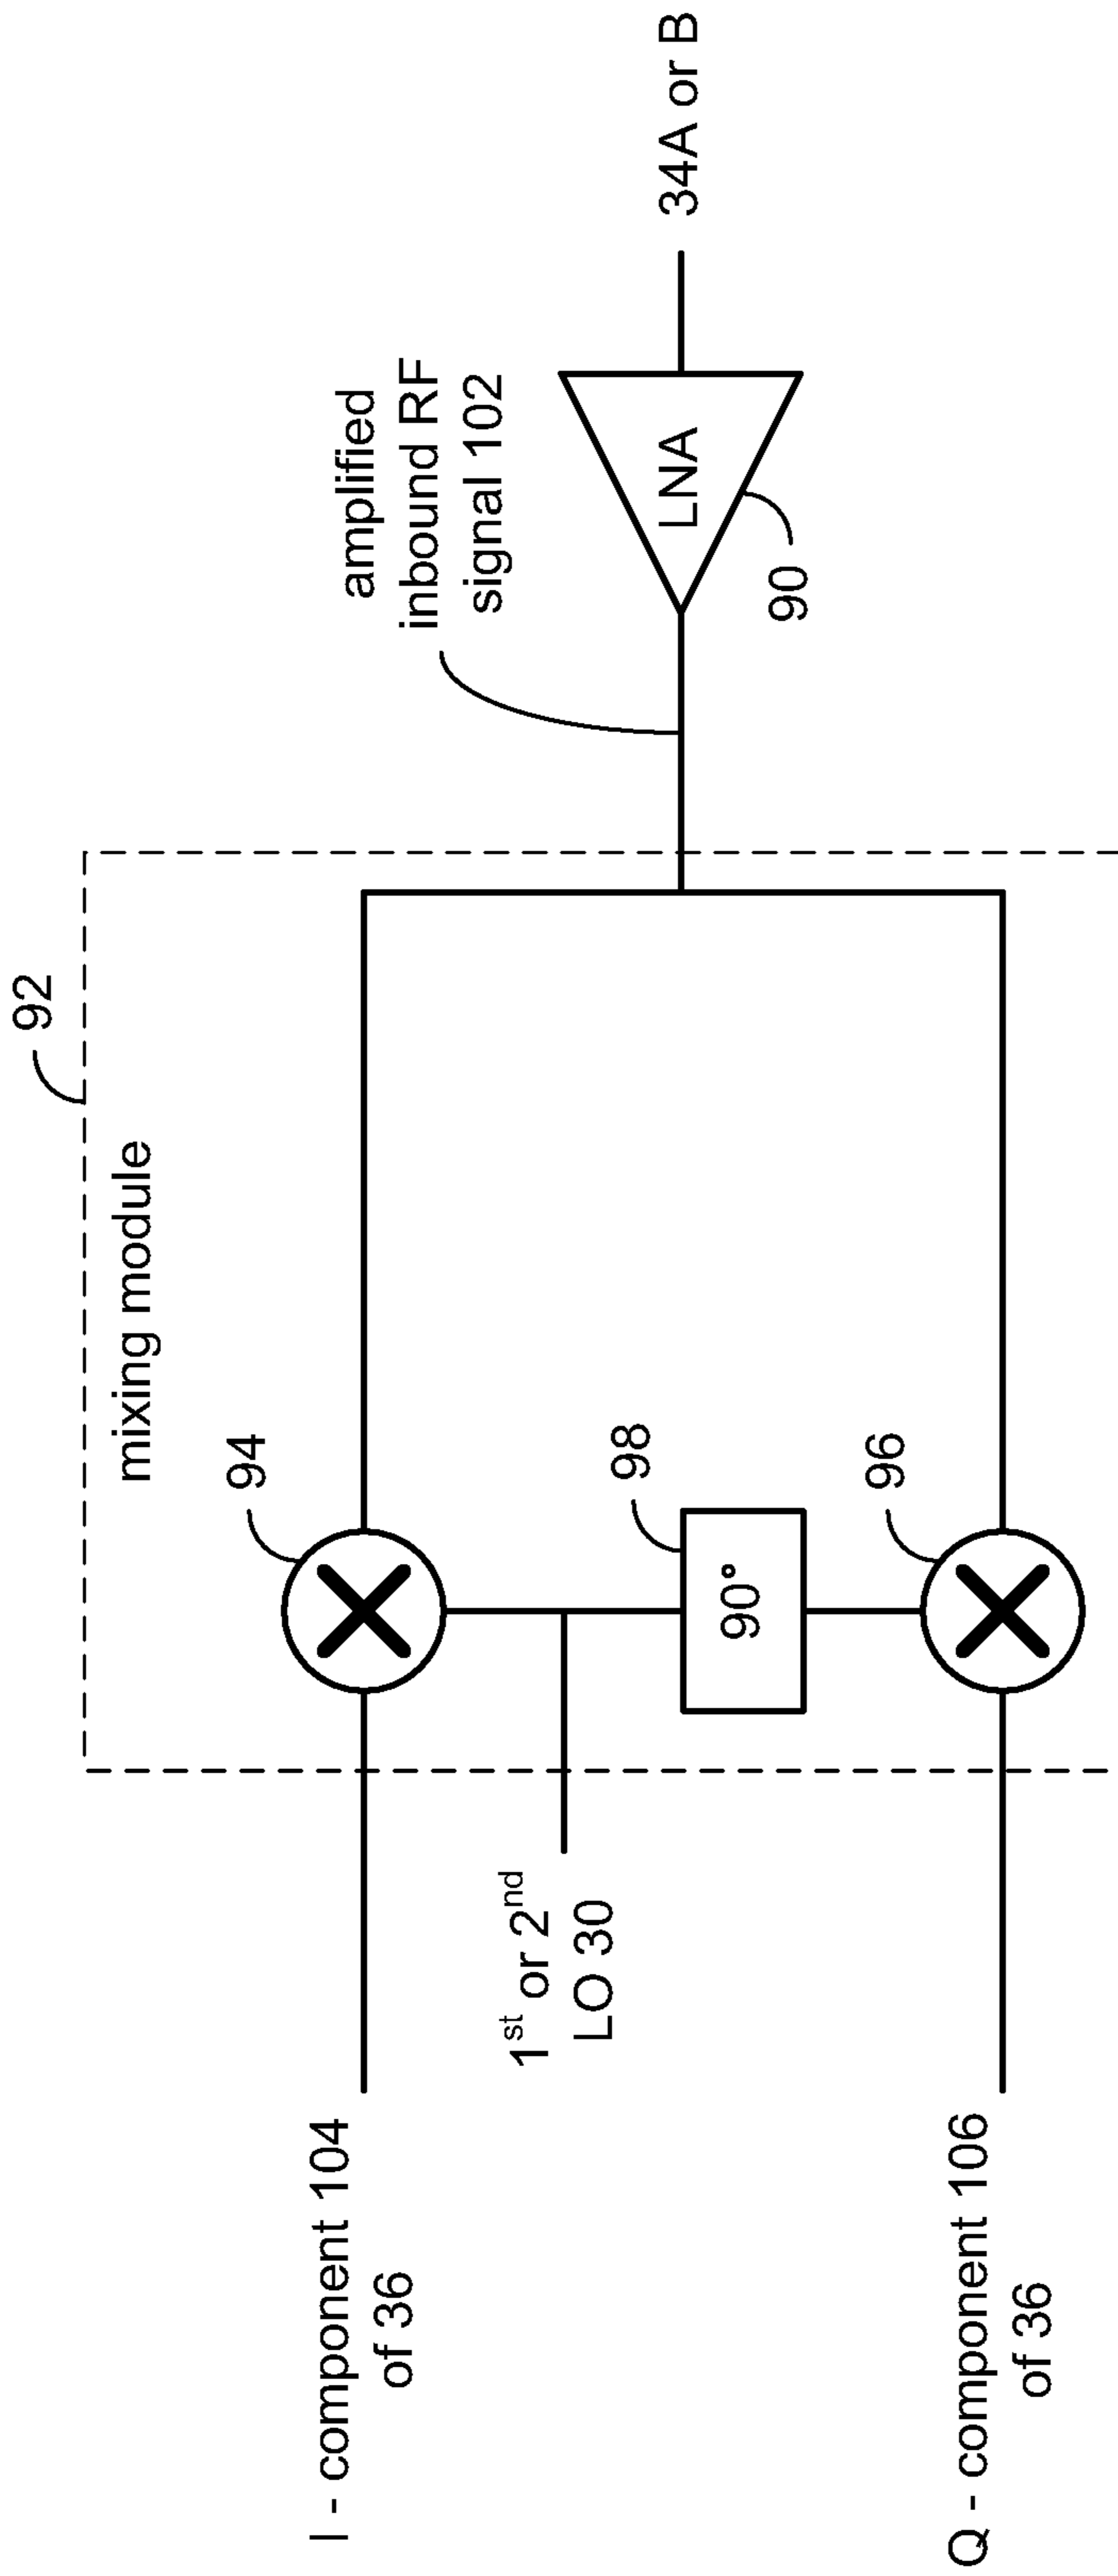 92
mixing module
94
98
90°
96
I - component 104
of 36
1st or 2nd
LO 30
Q - component 106
of 36
amplified
inbound RF
signal 102
LNA
90
34A or B